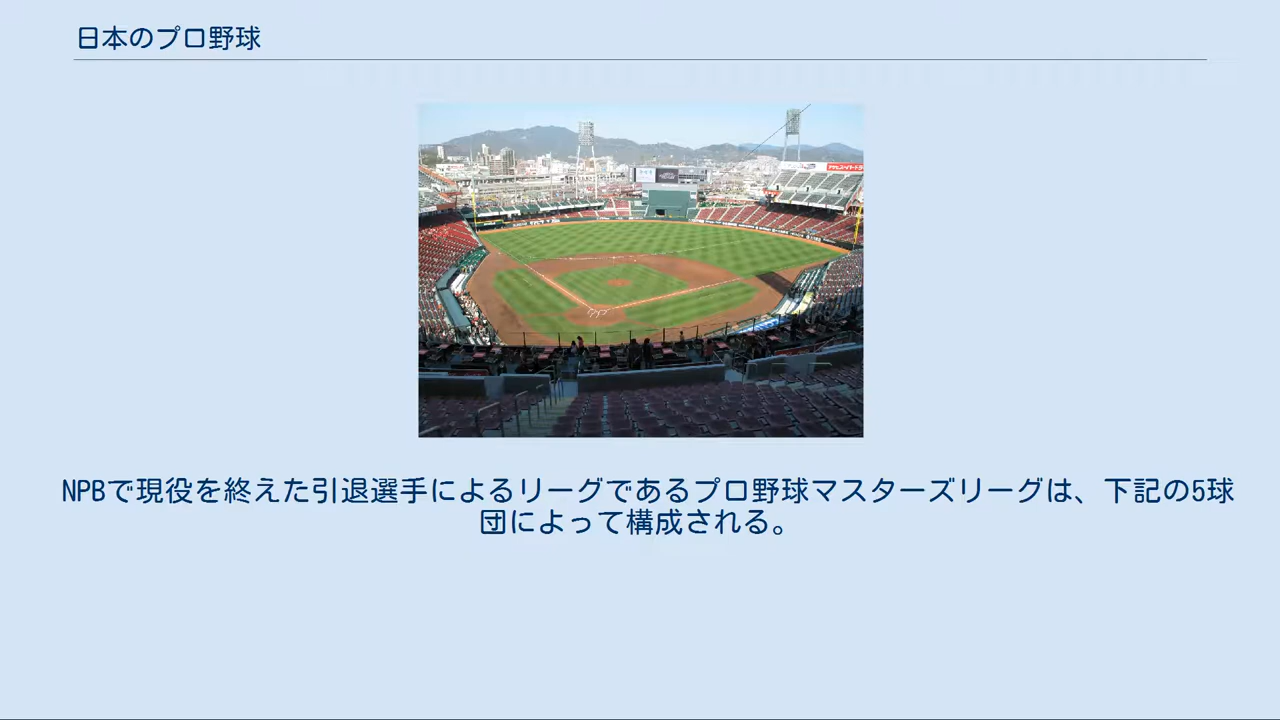 日本のプロ野球
NPBで現役を終えた引退選手によるリーグであるプロ野球マスターズリーグは、下記の5球
団によって構成される。